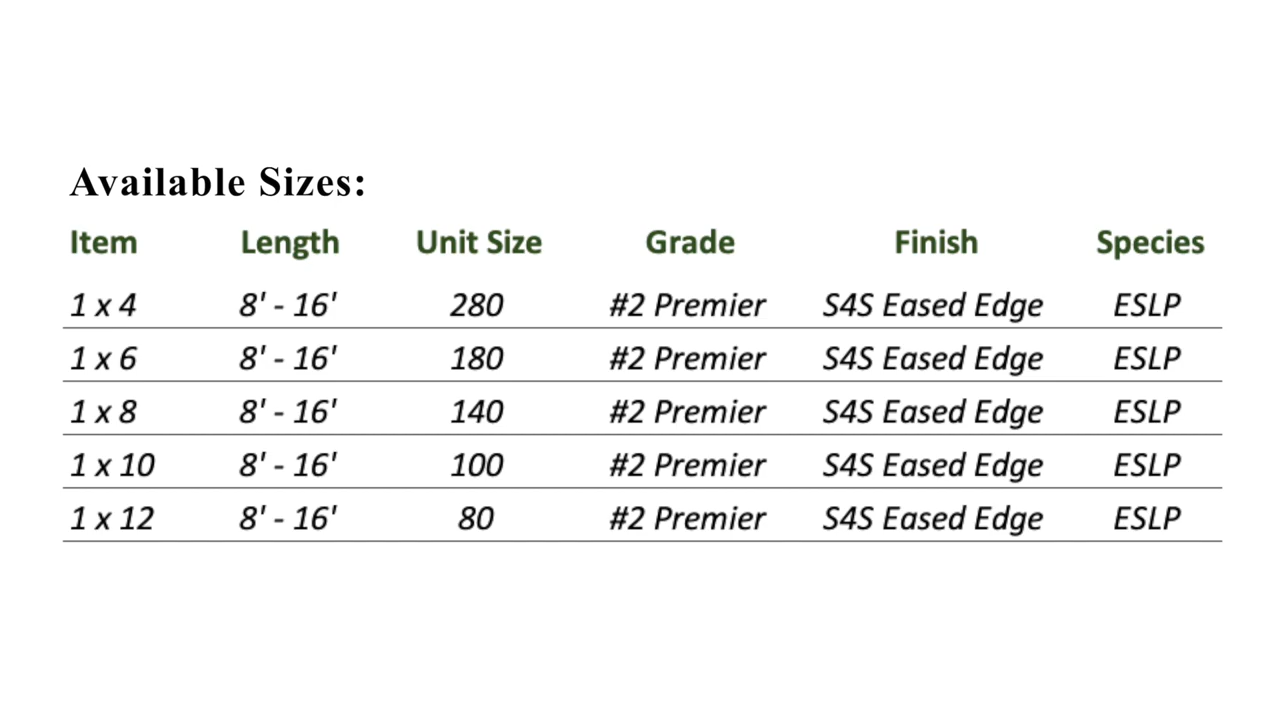 Available Sizes:
Item Length Unit Size Grade Finish Species
1 x 4 8' - 16' 280 #2 Premier S4S Eased Edge ESLP
1 x 6 8' - 16' 180 #2 Premier S4S Eased Edge ESLP
1 x 8 8' - 16' 140 #2 Premier S4S Eased Edge ESLP
1 x 10 8' - 16' 100 #2 Premier S4S Eased Edge ESLP
1 x 12 8' - 16' 80 #2 Premier S4S Eased Edge ESLP